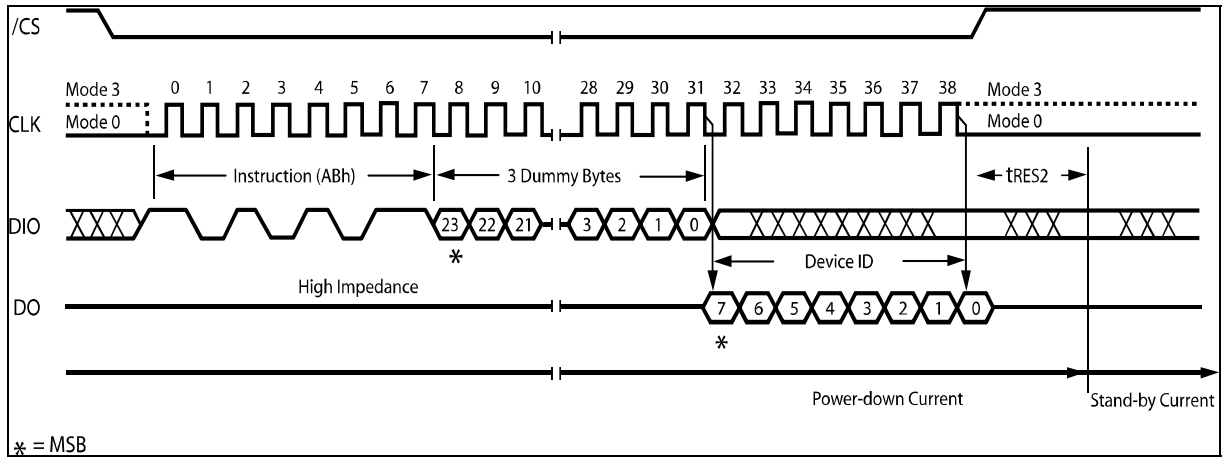 /CS
Mode 3 0 1 2 3 4 5 6 7 8 9 10 28 29 30 31 32 33 34 35 36 37 38 Mode 3
CLK Mode 0 Mode 0
Instruction (ABh) 3 Dummy Bytes tRES2
DIO 23 22 21 3 2 1 0
* Device ID
High Impedance
DO 7 6 5 4 3 2 1 0
*
Power-down Current Stand-by Current
* = MSB